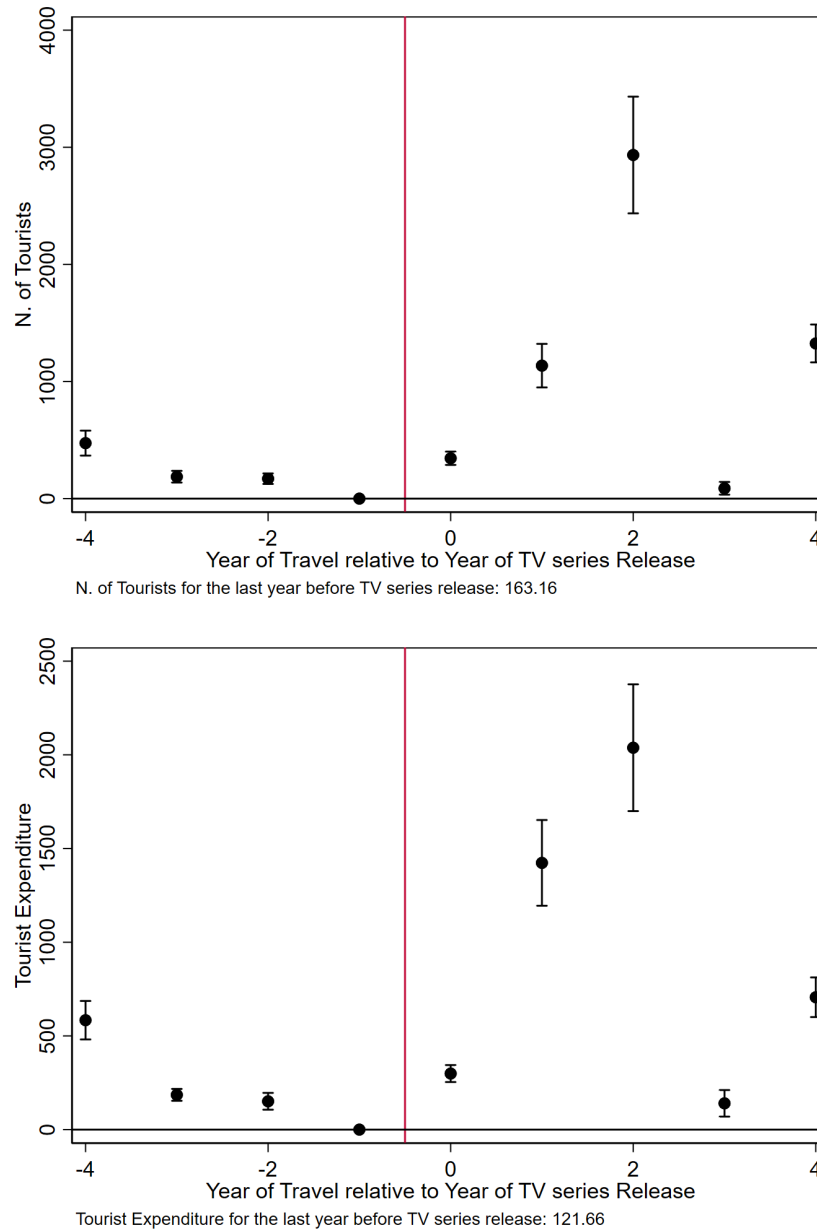 4000
3000
2000
1000
0
N. of Tourists
-4 -2 0 2 4
Year of Travel relative to Year of TV series Release
N. of Tourists for the last year before TV series release: 163.16
2500
2000
1500
1000
500
0
Tourist Expenditure
-4 -2 0 2 4
Year of Travel relative to Year of TV series Release
Tourist Expenditure for the last year before TV series release: 121.66